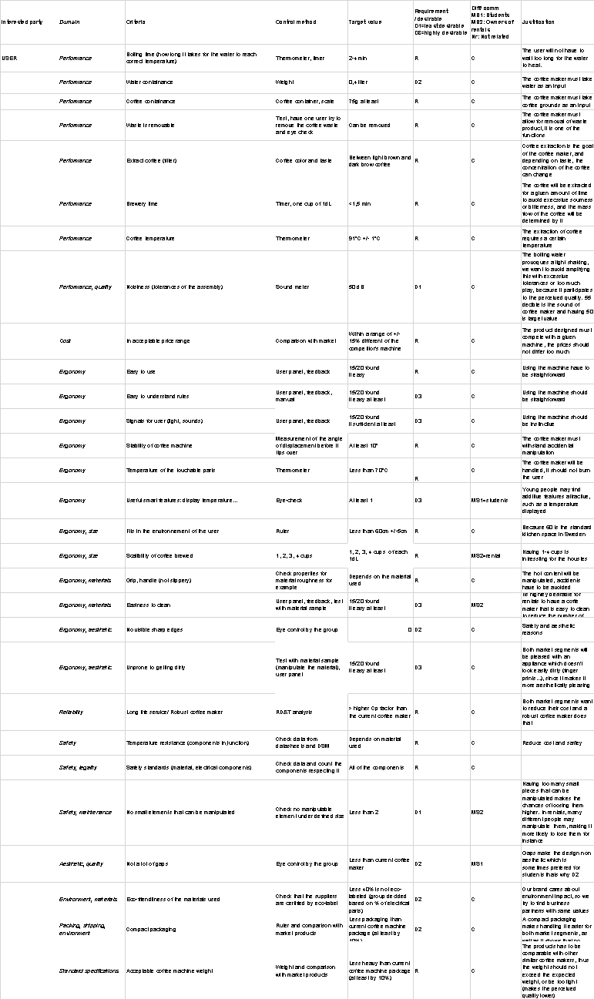 Interested party Domain Criteria Control method Target value Requirement / desirable D1=least desirable D3=highly desirable Diff/comm MS1: Students MS2: Owners of rentals Nr: Not related Justification
USER Performance Boiling time (how long it takes for the water to reach correct temperature) Thermometer, timer 2-4 min R C The user will not have to wait too long for the water to heat.
Performance Water containance Weight 0,4 liter D2 C The coffee maker must take water as an input
Performance Coffee containance Coffee container, scale 75g at least R C The coffee maker must take coffee grounds as an input
Performance Waste is removable Test, have one user try to remove the coffee waste and eye check Can be removed R C The coffee maker must allow for removal of waste product, it is one of the functions
Performance Extract coffee (filter) Coffee color and taste Between light brown and dark brow coffee R C Coffee extraction is the goal of the coffee maker, and depending on taste, the concentration of the coffee can change
Performance Brewery time Timer, one cup of 1dL <1,5 min R C The coffee will be extracted for a given amount of time to avoid excessive sourness or bitterness, and the mass flow of the coffee will be determined by it
Performance Coffee temperature Thermometer 91°C +/- 1°C R C The extraction of coffee requires a certain temperature
Performance, quality Noisiness (tolerances of the assembly) Sound meter 50 dB D1 C The boiling water provoques a light shaking, we want to avoid amplifying this with excessive tolerances or too much play, because it participates to the perceived quality. 55 decible is the sound of coffee maker and having 50 is target value
Cost In acceptable price range Comparison with market Within a range of +/- 15% different of the competitor's machine R C The product designed must compete with a given machine, the prices should not differ too much
Ergonomy Easy to use User panel, feedback 15/20 found it easy R C Using the machine have to be straighforward
Ergonomy Easy to understand rules User panel, feedback, manual 15/20 found it easy at least D3 C Using the machine should be straighforward
Ergonomy Signals for user (light, sounds) User panel, feedback 15/20 found it sufficient at least D3 C Using the machine should be instinctive
Ergonomy Stability of coffee machine Measurement of the angle of displacement before it tips over At least 10° R C The coffee maker must withstand accidental manipulation
Ergonomy Temperature of the touchable parts Thermometer Less than 70°C R C The coffee maker will be handled, it should not burn the user
Ergonomy Useful smart features: display temperature... Eye-check At least 1 D3 MS1=students Young people may find additive features attractive, such as a temperature displayed
Ergonomy, size Fits in the environnement of the user Ruler Less than 60cm +/-5cm R C Because 60 is the standard kitchen space in Sweden
Ergonomy, size Scalibility of coffee brewed 1, 2, 3, 4 cups 1, 2, 3, 4 cups of each 1dL R MS2=rental Having 1-4 cups is intressting for the housties
Ergonomy, materials Grip, handle (not slippery) Check properties for material roughness for example Depends on the material used R C The hot content will be manipulated, accidents have to be avoided
Ergonomy, materials Easiness to clean User panel, feedback, test with material sample 15/20 found it easy at least D3 MS2 its highely desirable for rentals to have a coffe maker that is easy to clean to reduce the number of
Ergonomy, aesthetic No visible sharp edges Eye control by the group 0 D2 C Safety and aesthetic reasons
Ergonomy, aesthetic Unprone to getting dirty Test with material sample (manipulate the material), user panel 15/20 found it easy at least D3 C Both market segments will be pleased with an appliance which doesn't look easily dirty (finger prints...), since it makes it more aesthetically pleasing
Reliability Long life service/ Robust coffee maker RD&T analysis > higher Cp factor than the current coffee maker R C Both market segments want to reduce their cost and a robust coffee maker does that
Safety Temperature resistance (components in junction) Check data from datasheets and DSM Depends on material used R C Reduce cost and saftey
Safety, legality Safety standards (material, electrical components) Check data and count the components respecting it All of the components R C
Safety, maintenance No small elements that can be manipulated Check no manipulable element under defined size Less than 2 D1 MS2 Having too many small pieces that can be manipulated makes the chances of loosing them higher. In rentals, many different people may manipulate them, making it more likely to lose them for instance
Aesthetic, quality Not a lot of gaps Eye control by the group Less than current coffee maker D2 MS1 Gaps make the design non aesthetic which is some times prefered for studen thats why D2
Environment, materials Eco-friendliness of the materials used Check that the suppliers are certified by eco-label Less 40% is not eco-labeled (group decided based on % of electrical parts) D2 C Our brand cares about environment impact, so we try to find business partners with same values
Packing, shipping, environment Compact packaging Ruler and comparison with market products Less packaging than current coffee machine package (at least by 10%) D2 C A compact packaging makes handling it easier for both market segments, as
Standard specifications Acceptable coffee machine weight Weight and comparison with market products Less heavy than current coffee machine package (at least by 10%) R C The products has to be comparable with other similar coffee makers, thus the weight should not exceed the expected weight, or be too light (makes the perceived quality lower)